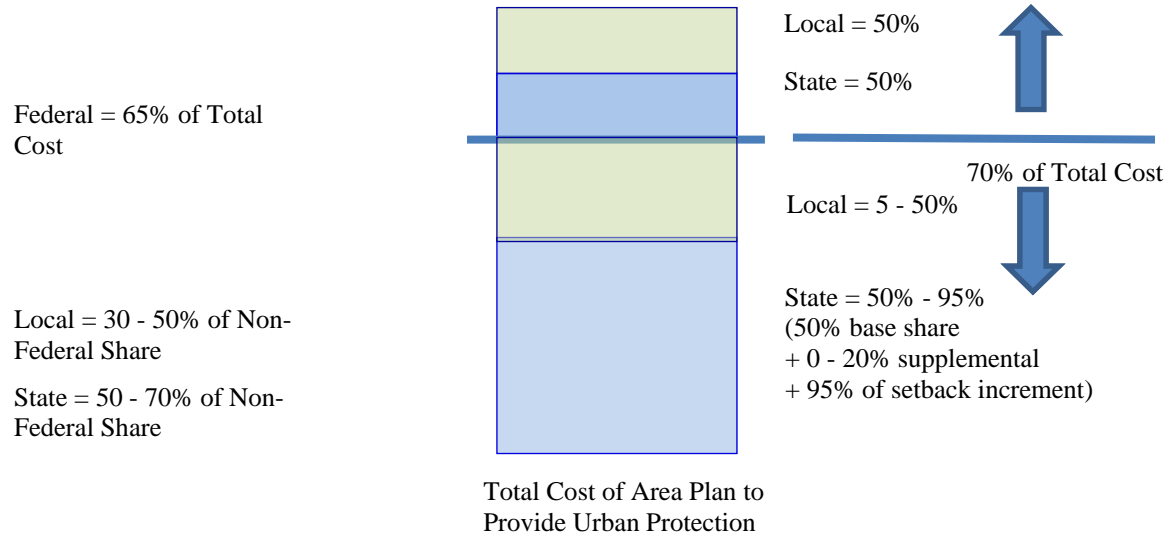 Federal = 65% of Total
Cost
Local = 30 - 50% of Non-
Federal Share
State = 50 - 70% of Non-
Federal Share
Local = 50%
State = 50%
70% of Total Cost
Local = 5 - 50%
State = 50% - 95%
(50% base share
+ 0 - 20% supplemental
+ 95% of setback increment)
Total Cost of Area Plan to
Provide Urban Protection